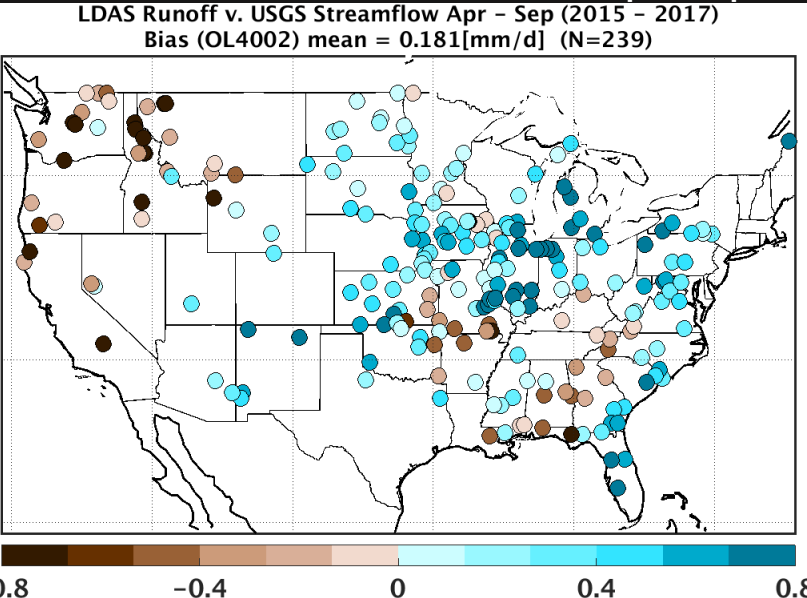 LDAS Runoff v. USGS Streamflow Apr - Sep (2015 - 2017)
Bias (OL4002) mean = 0.181[mm/d] (N=239)
0.8 -0.4 0 0.4 0.8